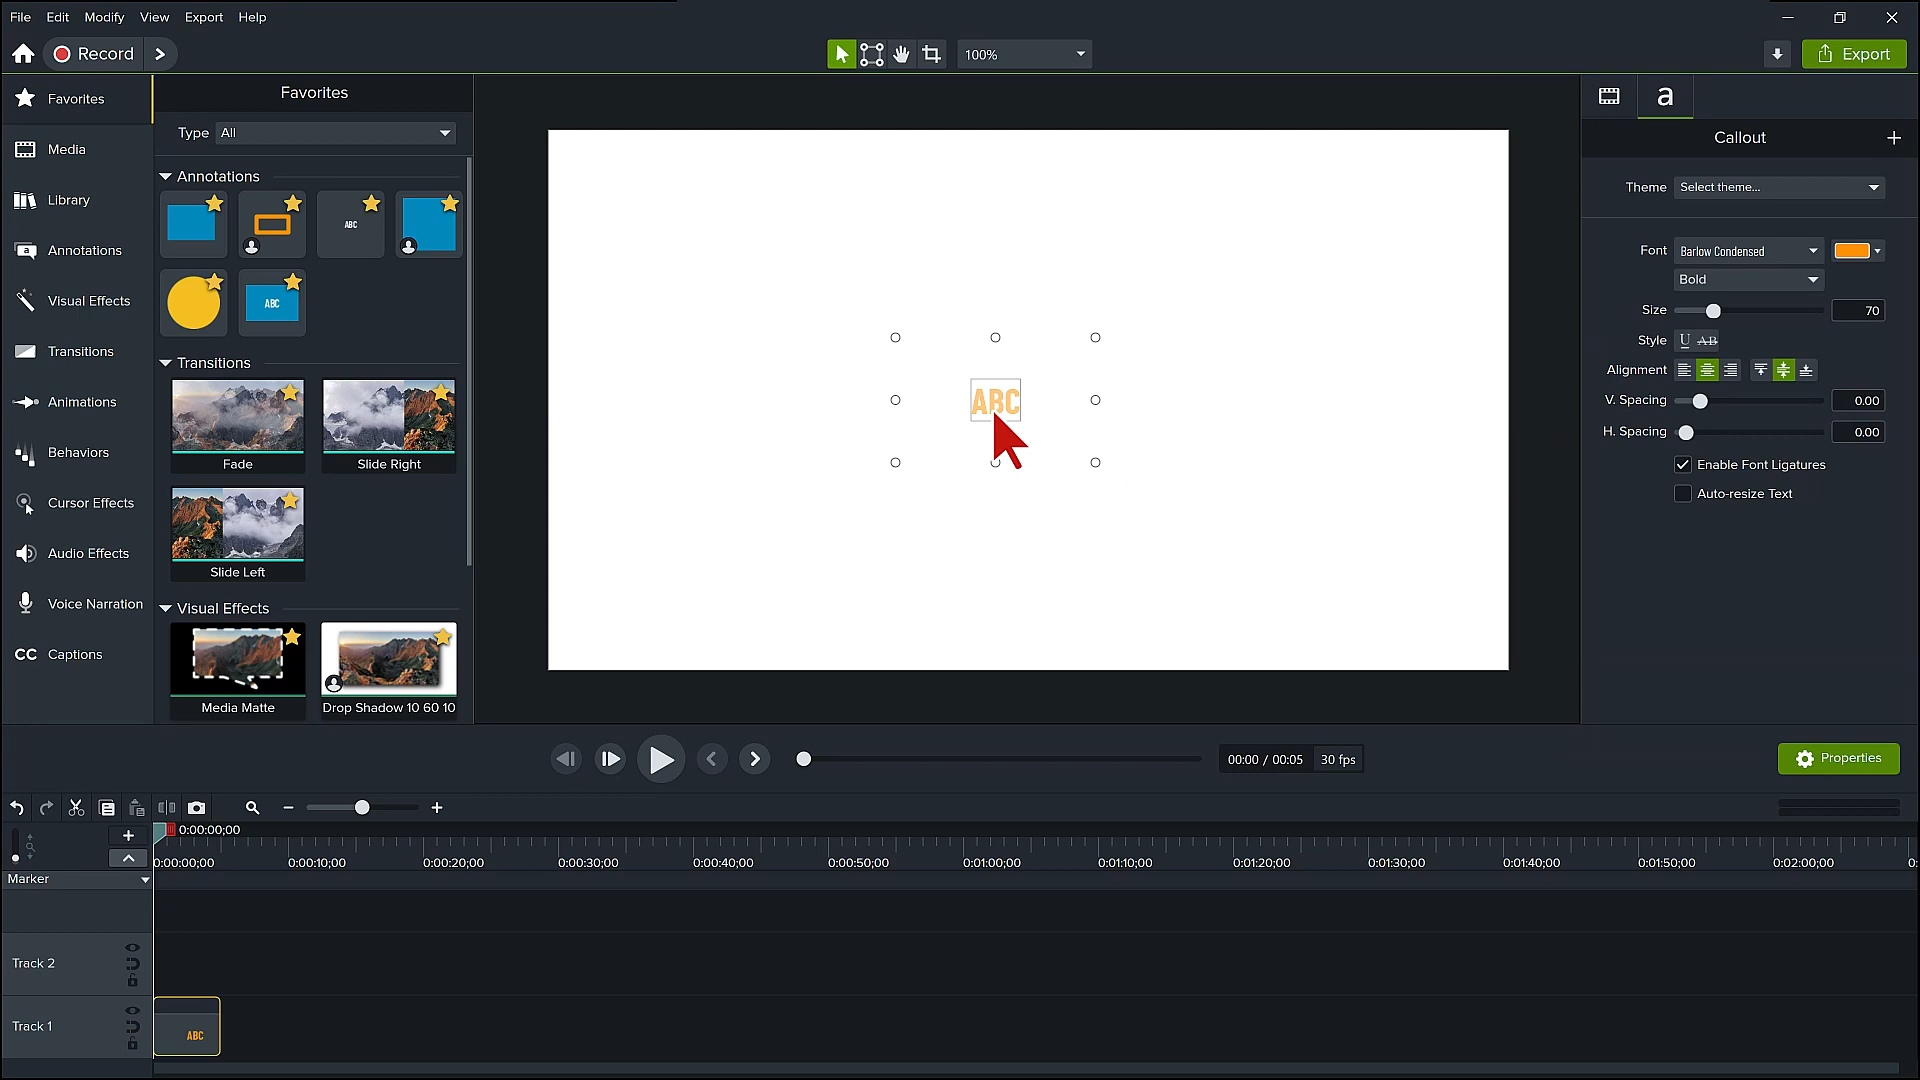 File Edit Modify View Export Help
Record 100% Export
Favorites
Media
Library
Annotations
Visual Effects
Transitions
Animations
Behaviors
Cursor Effects
Audio Effects
Voice Narration
CC Captions
Favorites
Type All
Annotations
ABC
ABC
Transitions
Fade Slide Right
Slide Left
Visual Effects
Media Matte Drop Shadow 10 60 10
ABC
a
Callout
Theme Select theme...
Font Barlow Condensed
Bold
Size 70
Style U AB
Alignment
V. Spacing 0.00
H. Spacing 0.00
Enable Font Ligatures
Auto-resize Text
00:00 / 00:05 30 fps
Properties
0:00:00;00
0:00:00;00 0:00:10;00 0:00:20;00 0:00:30;00 0:00:40;00 0:00:50;00 0:01:00;00 0:01:10;00 0:01:20;00 0:01:30;00 0:01:40;00 0:01:50;00 0:02:00;00 0:
Marker
Track 2
Track 1
ABC